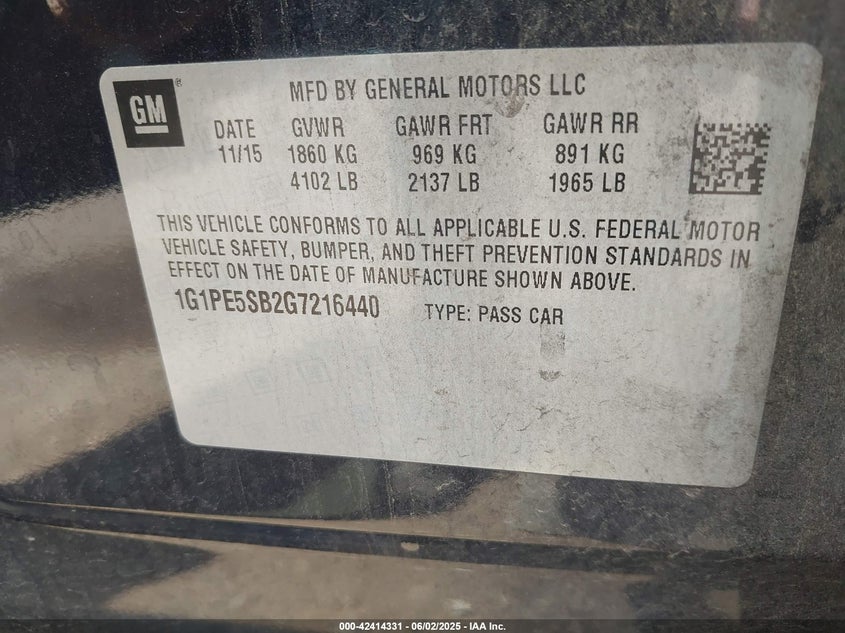 GM®
MFD BY GENERAL MOTORS LLC
DATE GVWR GAWR FRT GAWR RR
11/15 1860 KG 969 KG 891 KG
4102 LB 2137 LB 1965 LB
THIS VEHICLE CONFORMS TO ALL APPLICABLE U.S. FEDERAL MOTOR
VEHICLE SAFETY, BUMPER, AND THEFT PREVENTION STANDARDS IN
EFFECT ON THE DATE OF MANUFACTURE SHOWN ABOVE.
1G1PE5SB2G7216440 TYPE: PASS CAR
000-42414331 - 06/02/2025 - IAA Inc.